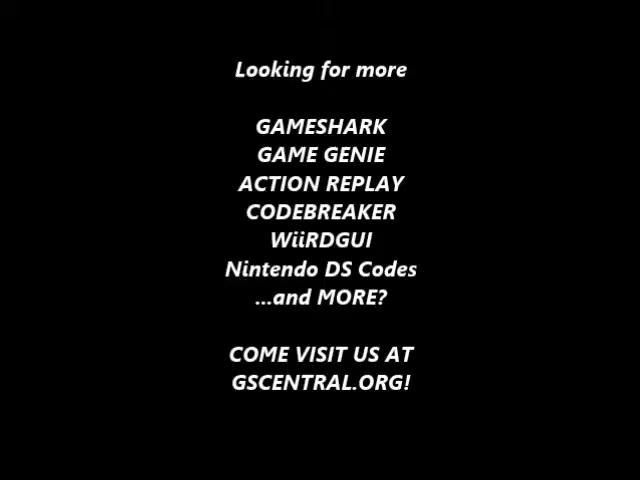 Looking for more
GAMESHARK
GAME GENIE
ACTION REPLAY
CODEBREAKER
WiiRDGUI
Nintendo DS Codes
...and MORE?
COME VISIT US AT
GSCENTRAL.ORG!